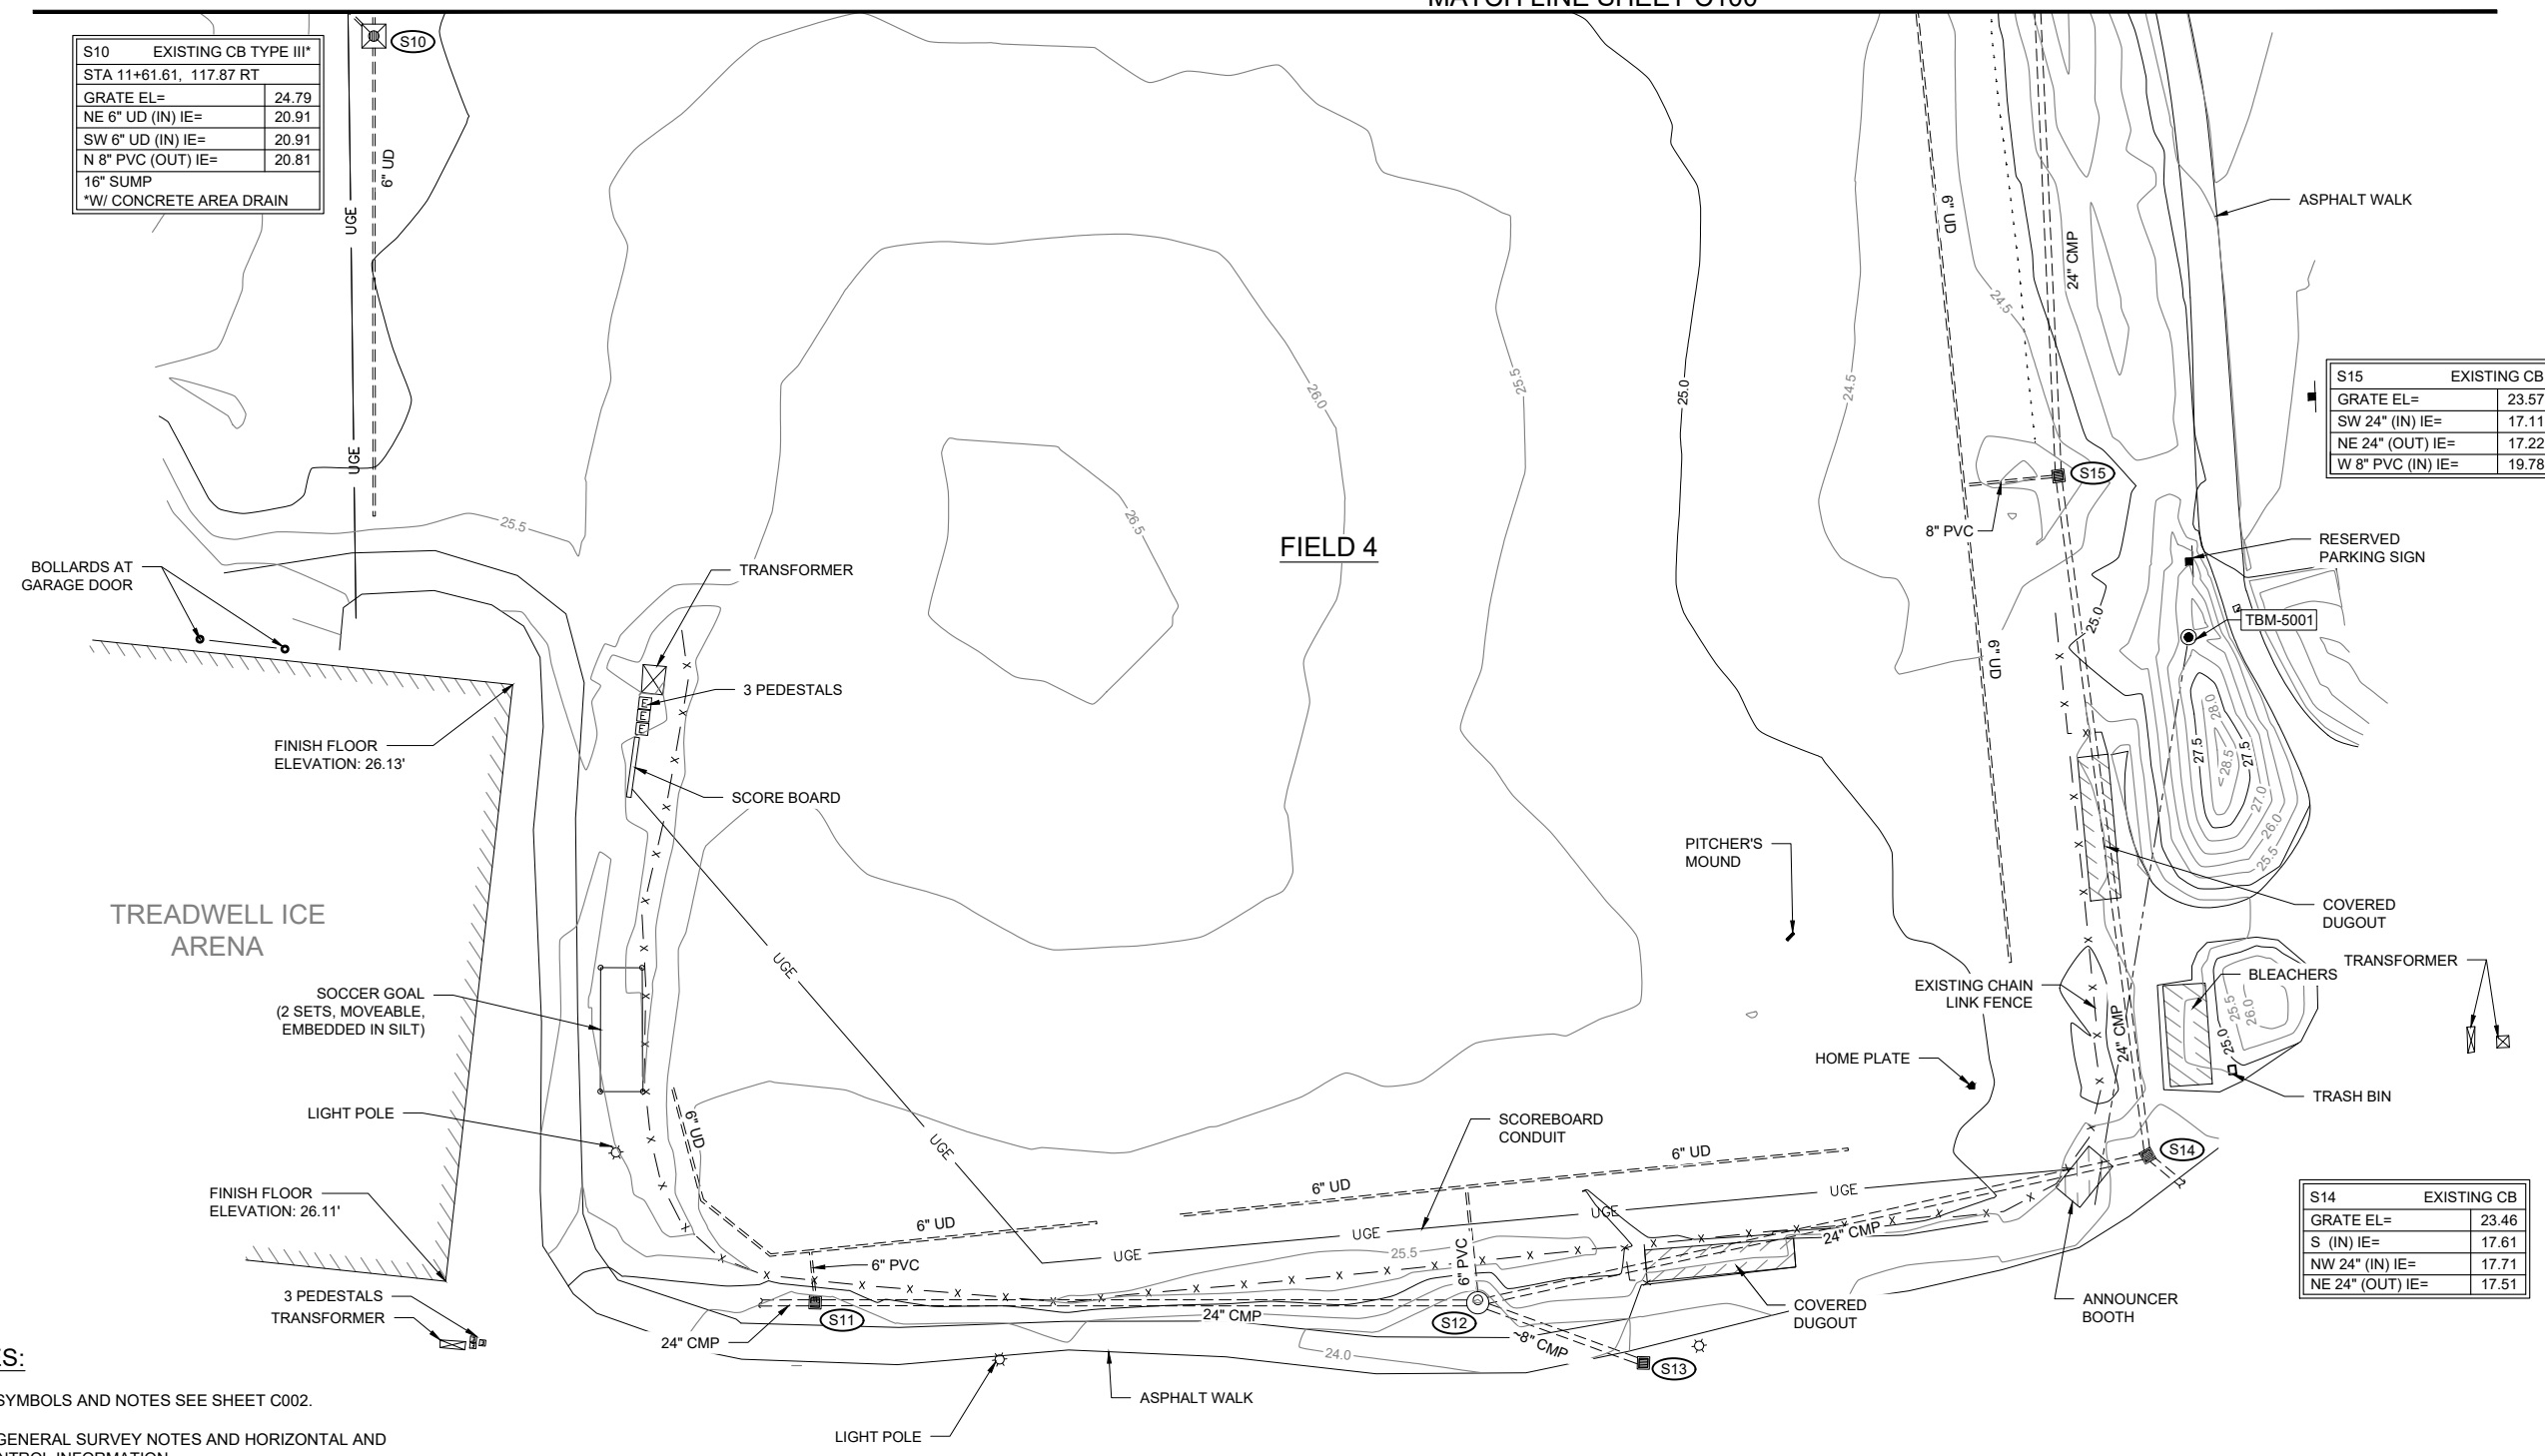 MATCH LINE SHEET C100
S10 EXISTING CB TYPE III*
STA 11+61.61, 117.87 RT
GRATE EL= 24.79
NE 6" UD (IN) IE= 20.91
SW 6" UD (IN) IE= 20.91
N 8" PVC (OUT) IE= 20.81
16" SUMP
*W/ CONCRETE AREA DRAIN
S10
6" UD
UGE
UGE
6" UD
24" CMP
ASPHALT WALK
24.5
26.0
25.5
25.0
24.5
S15 EXISTING CB
GRATE EL= 23.57
SW 24" (IN) IE= 17.11
NE 24" (OUT) IE= 17.22
W 8" PVC (IN) IE= 19.78
S15
8" PVC
25.5
26.5
FIELD 4
RESERVED
PARKING SIGN
BOLLARDS AT
GARAGE DOOR
TRANSFORMER
25.0
TBM-5001
6" UD
3 PEDESTALS
E
E
E
28.0
27.5
27.5
28.5
27.0
26.0
25.5
FINISH FLOOR
ELEVATION: 26.13'
SCORE BOARD
PITCHER'S
MOUND
TREADWELL ICE
ARENA
COVERED
DUGOUT
UGE
BLEACHERS
TRANSFORMER
SOCCER GOAL
(2 SETS, MOVEABLE,
EMBEDDED IN SILT)
EXISTING CHAIN
LINK FENCE
25.5
26.0
25.0
24" CMP
HOME PLATE
TRASH BIN
LIGHT POLE
6" UD
UGE
SCOREBOARD
CONDUIT
6" UD
S14
FINISH FLOOR
ELEVATION: 26.11'
6" UD
6" UD
UGE
UGE
UGE
UGE
24" CMP
S14 EXISTING CB
GRATE EL= 23.46
S (IN) IE= 17.61
NW 24" (IN) IE= 17.71
NE 24" (OUT) IE= 17.51
25.5
6" PVC
6" PVC
3 PEDESTALS
TRANSFORMER
24" CMP
S11
24" CMP
S12
~8" CMP
COVERED
DUGOUT
ANNOUNCER
BOOTH
24.0
S13
ASPHALT WALK
LIGHT POLE
ES:
SYMBOLS AND NOTES SEE SHEET C002.
GENERAL SURVEY NOTES AND HORIZONTAL AND